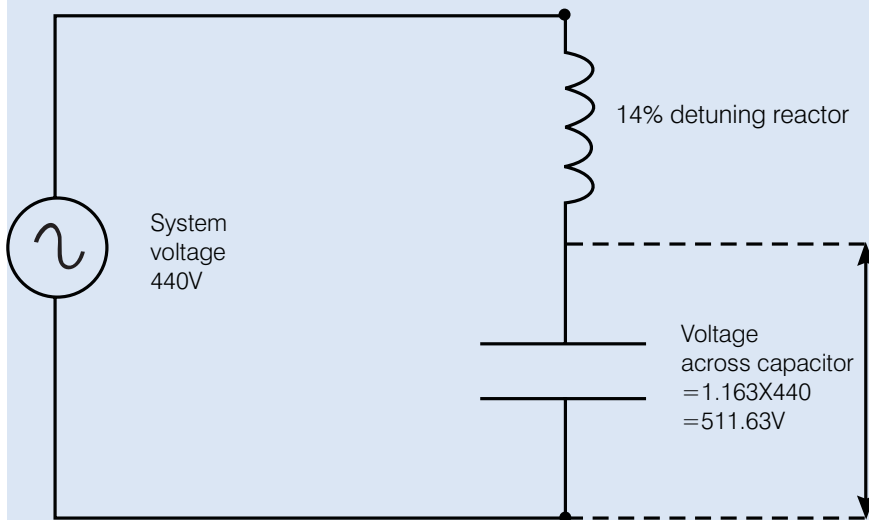 14% detuning reactor
System
voltage
440V
Voltage
across capacitor
=1.163X440
=511.63V